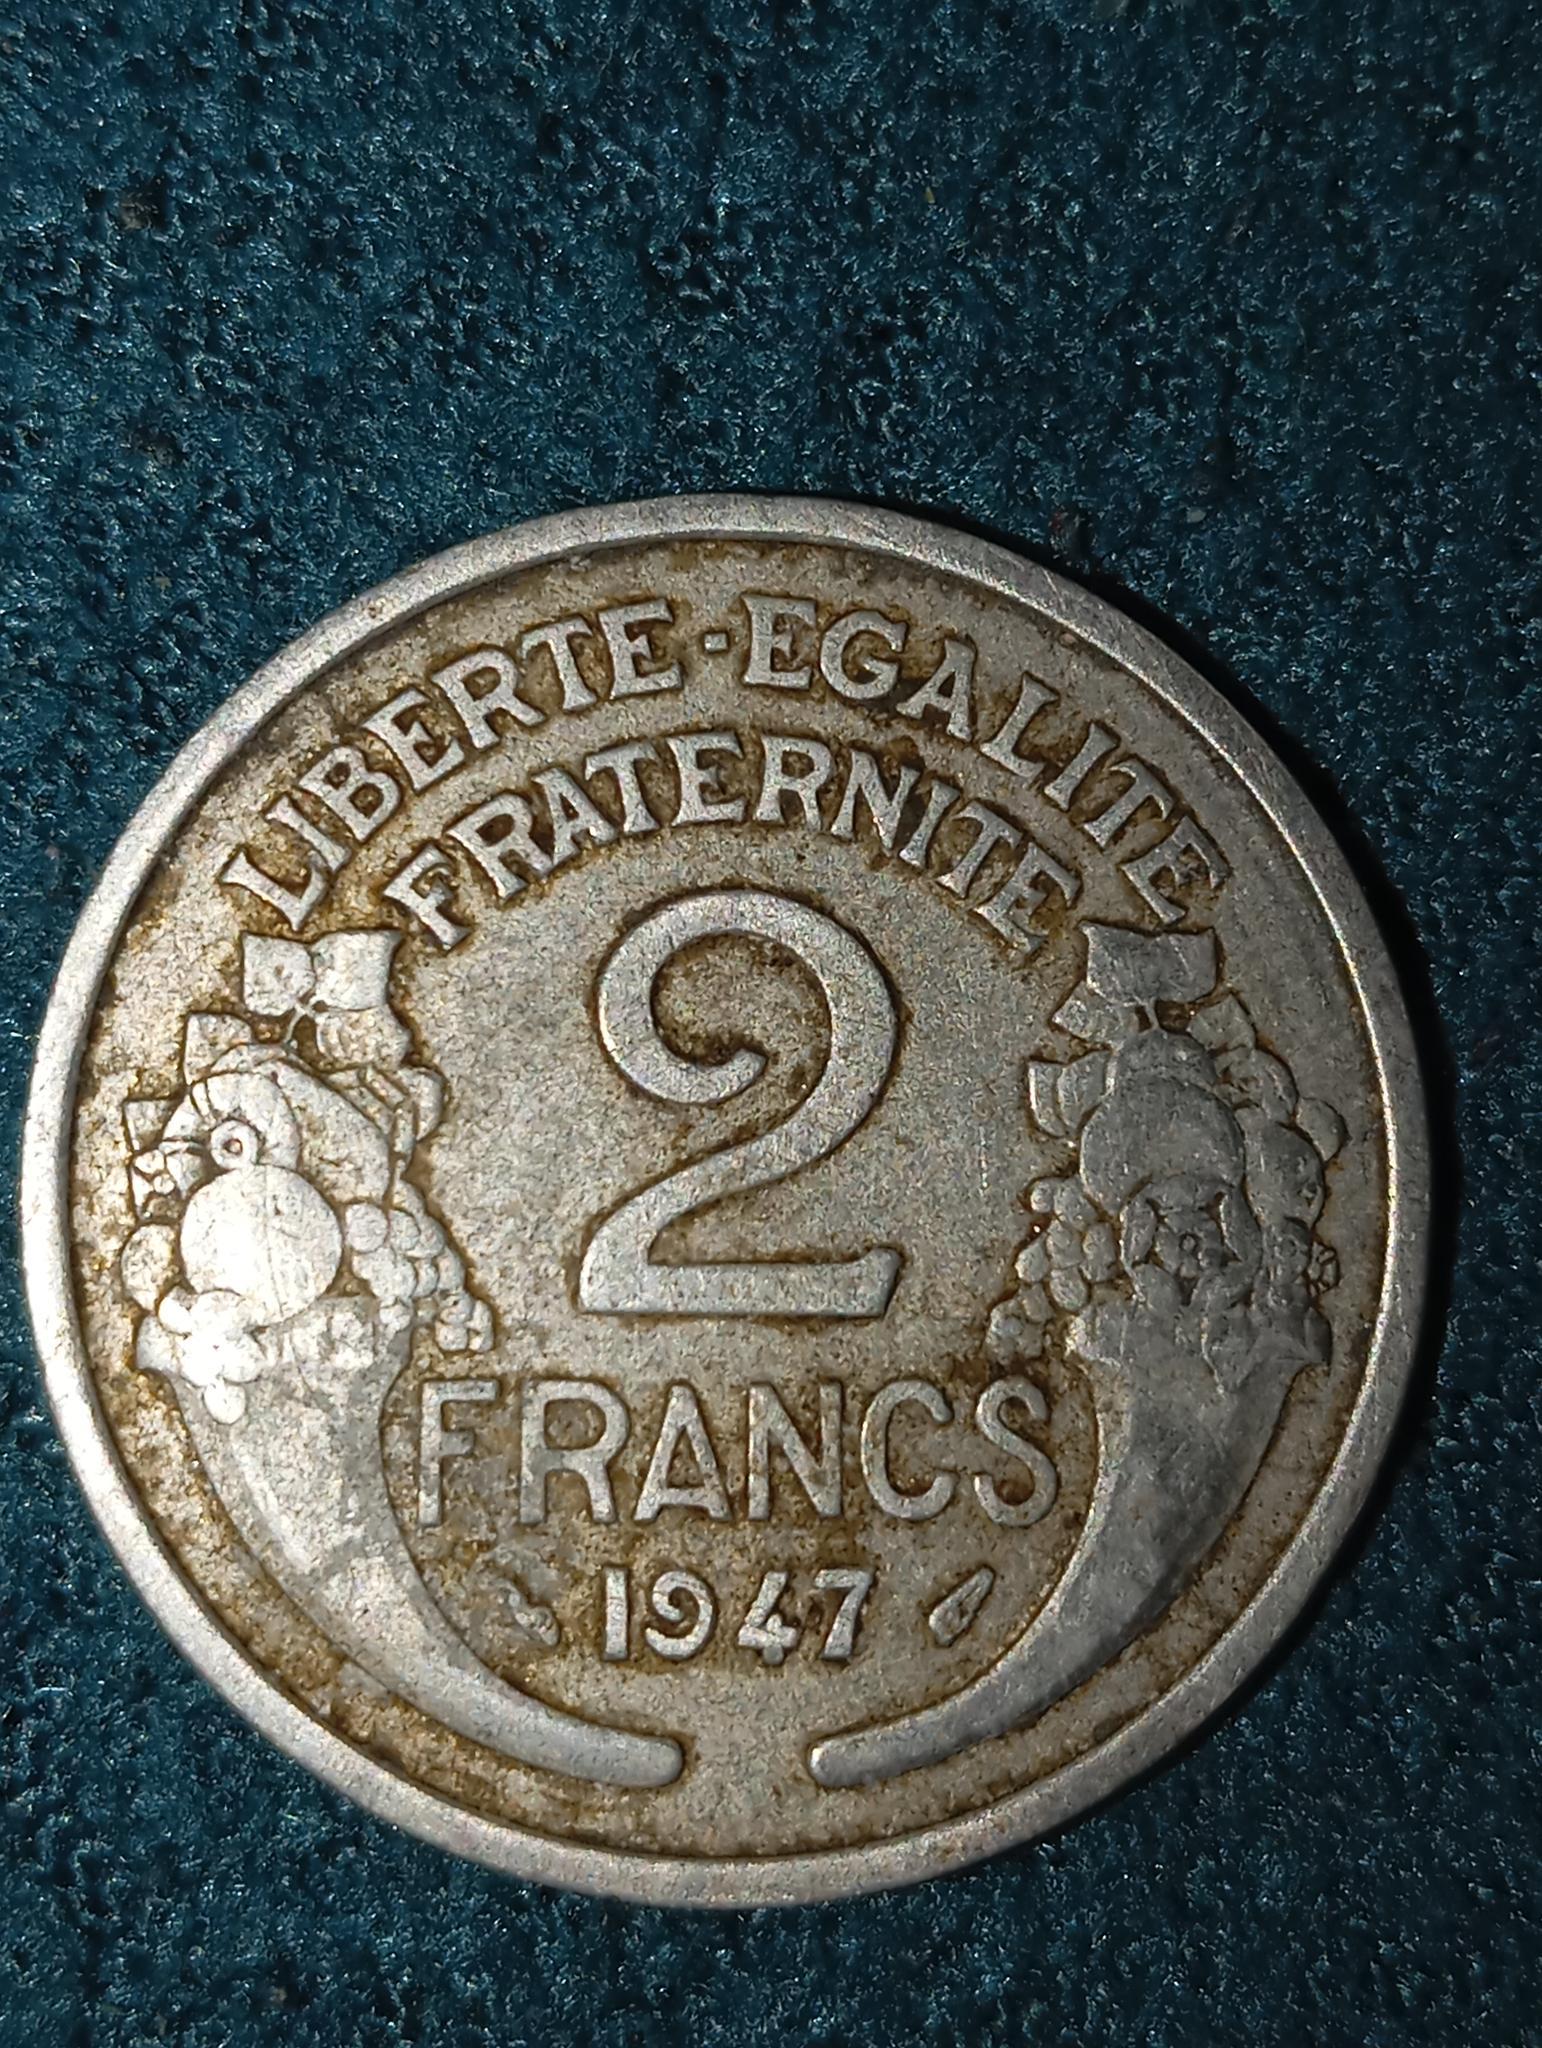 LIBERTE · EGALITE
FRATERNITE
2
FRANCS
1947